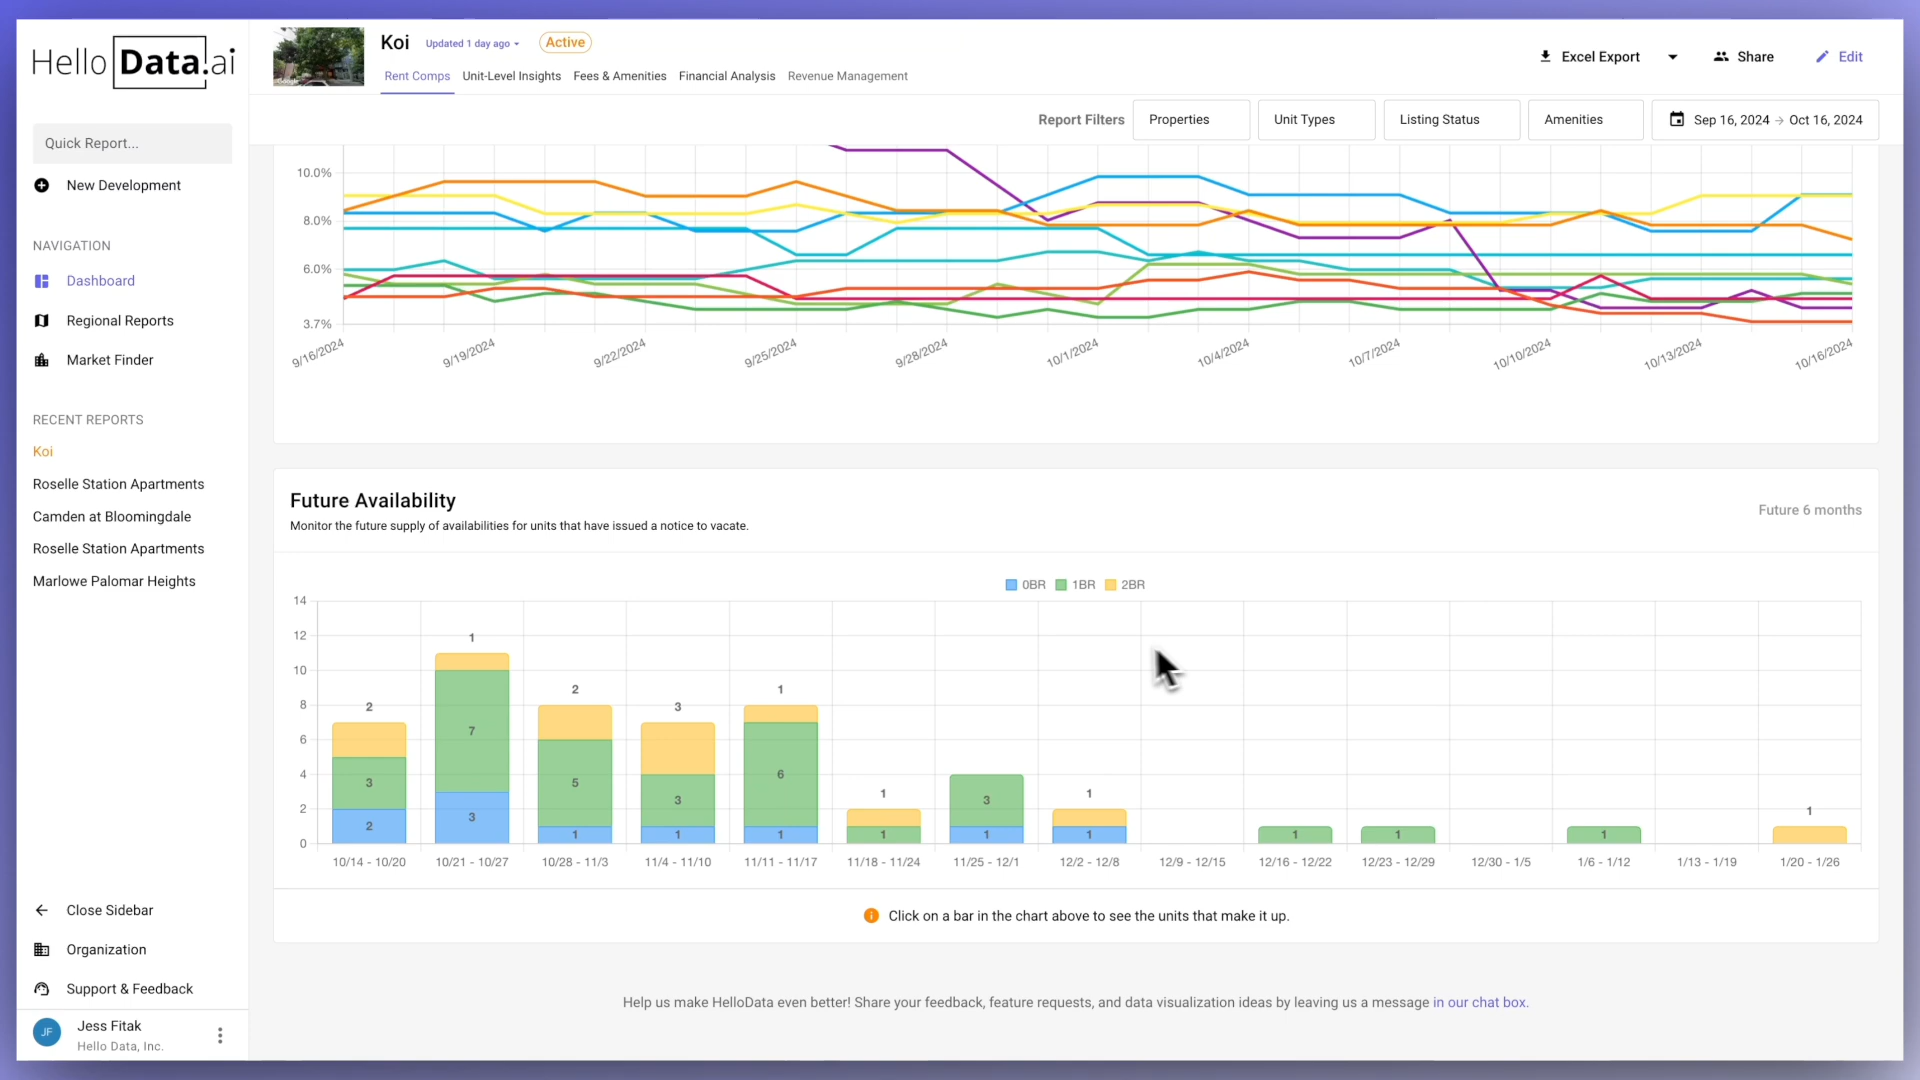 Hello Data.ai
Koi
Updated 1 day ago
Active
Rent Comps
Unit-Level Insights
Fees & Amenities
Financial Analysis
Revenue Management
Excel Export
Share
Edit
Quick Report...
New Development
NAVIGATION
Dashboard
Regional Reports
Market Finder
RECENT REPORTS
Koi
Roselle Station Apartments
Camden at Bloomingdale
Roselle Station Apartments
Marlowe Palomar Heights
Close Sidebar
Organization
Support & Feedback
JF
Jess Fitak
Hello Data, Inc.
Report Filters
Properties
Unit Types
Listing Status
Amenities
Sep 16, 2024 → Oct 16, 2024
10.0%
8.0%
6.0%
3.7%
9/16/2024
9/19/2024
9/22/2024
9/25/2024
9/28/2024
10/1/2024
10/4/2024
10/7/2024
10/10/2024
10/13/2024
10/16/2024
Future Availability
Monitor the future supply of availabilities for units that have issued a notice to vacate.
Future 6 months
0BR 1BR 2BR
14
12
10
8
6
4
2
0
2
3
2
1
7
3
2
5
1
3
3
1
1
6
1
1
1
3
1
1
1
1
1
1
1
10/14 - 10/20
10/21 - 10/27
10/28 - 11/3
11/4 - 11/10
11/11 - 11/17
11/18 - 11/24
11/25 - 12/1
12/2 - 12/8
12/9 - 12/15
12/16 - 12/22
12/23 - 12/29
12/30 - 1/5
1/6 - 1/12
1/13 - 1/19
1/20 - 1/26
Click on a bar in the chart above to see the units that make it up.
Help us make HelloData even better! Share your feedback, feature requests, and data visualization ideas by leaving us a message in our chat box.